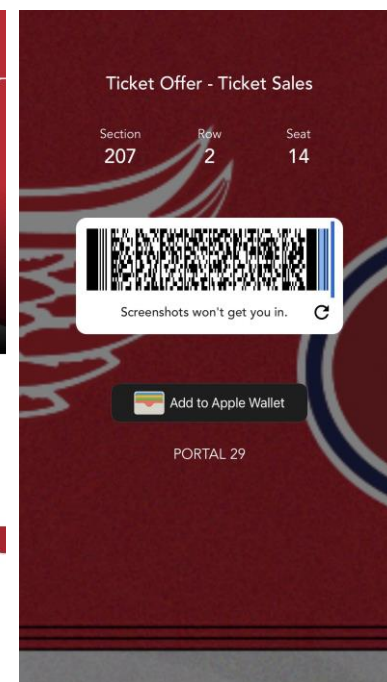 Ticket Offer - Ticket Sales
Section Row Seat
207 2 14
Screenshots won't get you in.
Add to Apple Wallet
PORTAL 29